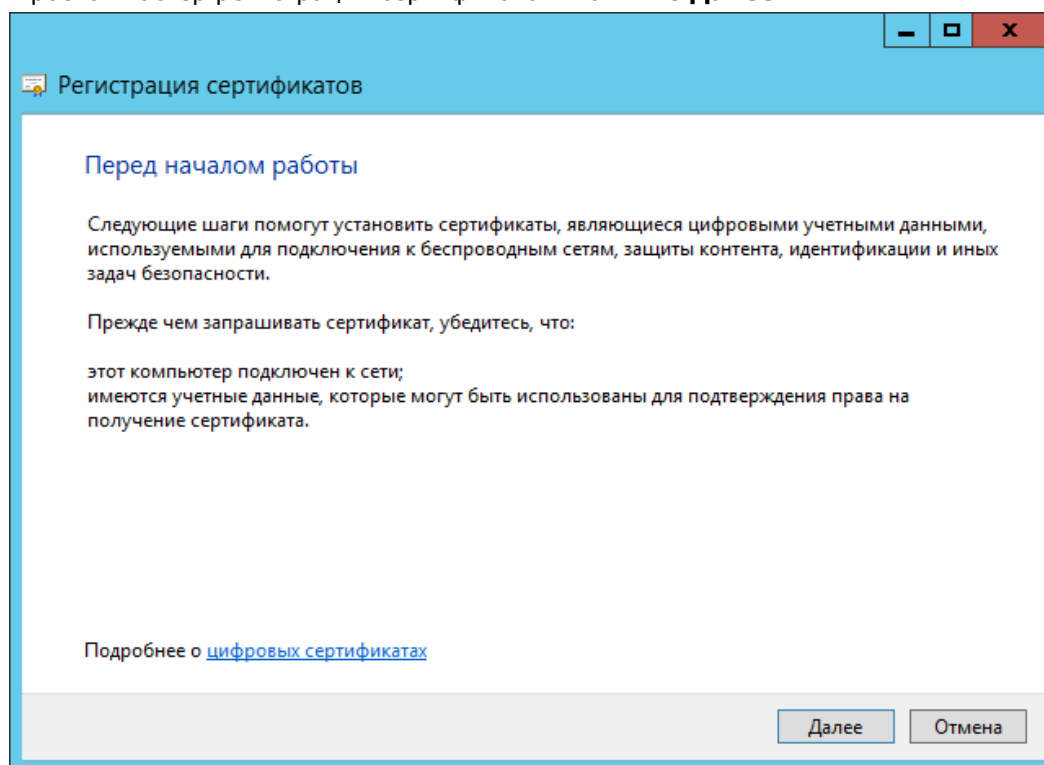 Регистрация сертификатов
Перед началом работы
Следующие шаги помогут установить сертификаты, являющиеся цифровыми учетными данными,
используемыми для подключения к беспроводным сетям, защиты контента, идентификации и иных
задач безопасности.
Прежде чем запрашивать сертификат, убедитесь, что:
этот компьютер подключен к сети;
имеются учетные данные, которые могут быть использованы для подтверждения права на
получение сертификата.
Подробнее о цифровых сертификатах
Далее Отмена